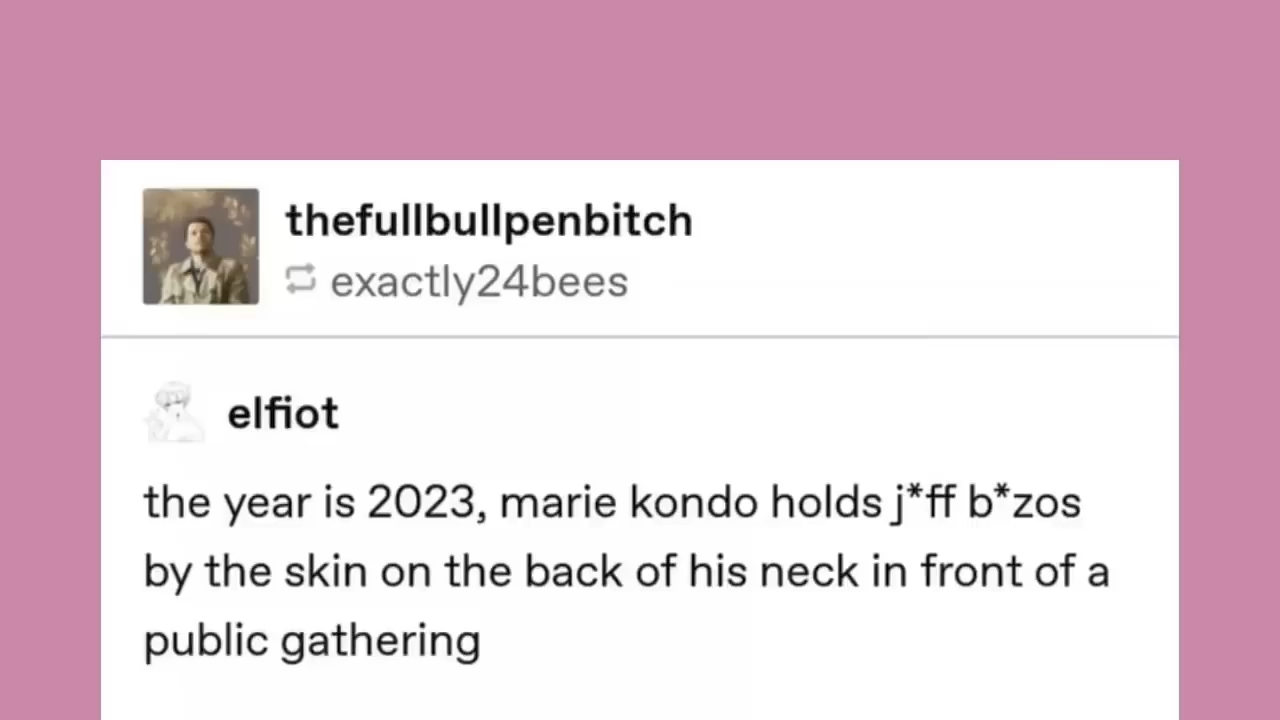 thefullbullpenbitch
exactly24bees
elfiot
the year is 2023, marie kondo holds j*ff b*zos
by the skin on the back of his neck in front of a
public gathering